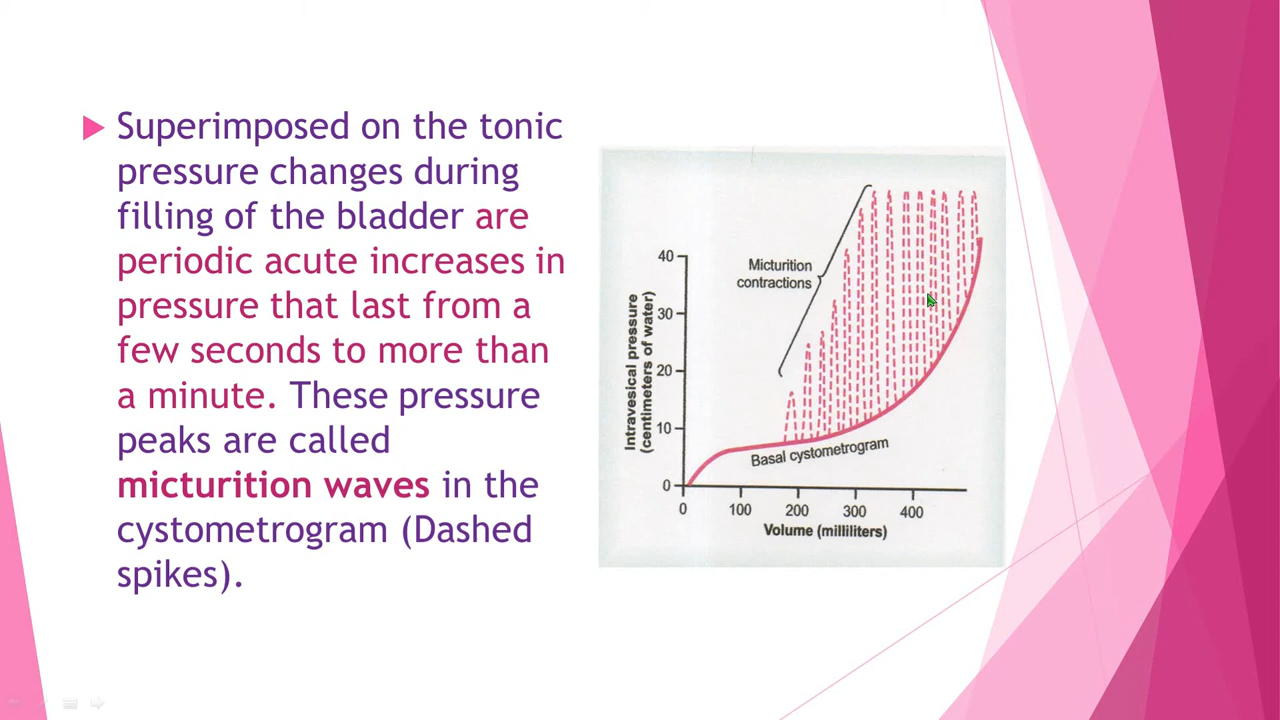 Superimposed on the tonic
pressure changes during
filling of the bladder are
periodic acute increases in
pressure that last from a
few seconds to more than
a minute. These pressure
peaks are called
micturition waves in the
cystometrogram (Dashed
spikes).
Micturition
contractions
Intravesical pressure
(centimeters of water)
40
30
20
10
0
Basal cystometrogram
0 100 200 300 400
Volume (milliliters)